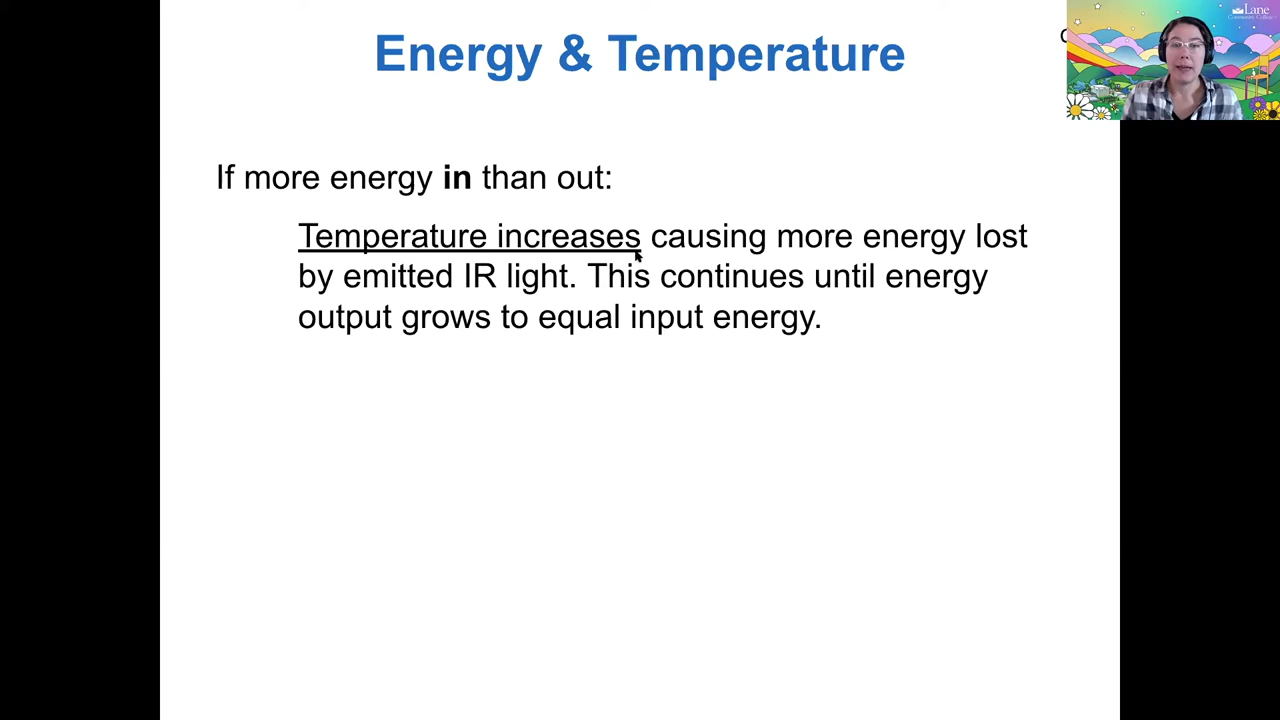 Energy & Temperature
Lane
Community College
If more energy in than out:
Temperature increases causing more energy lost
by emitted IR light. This continues until energy
output grows to equal input energy.